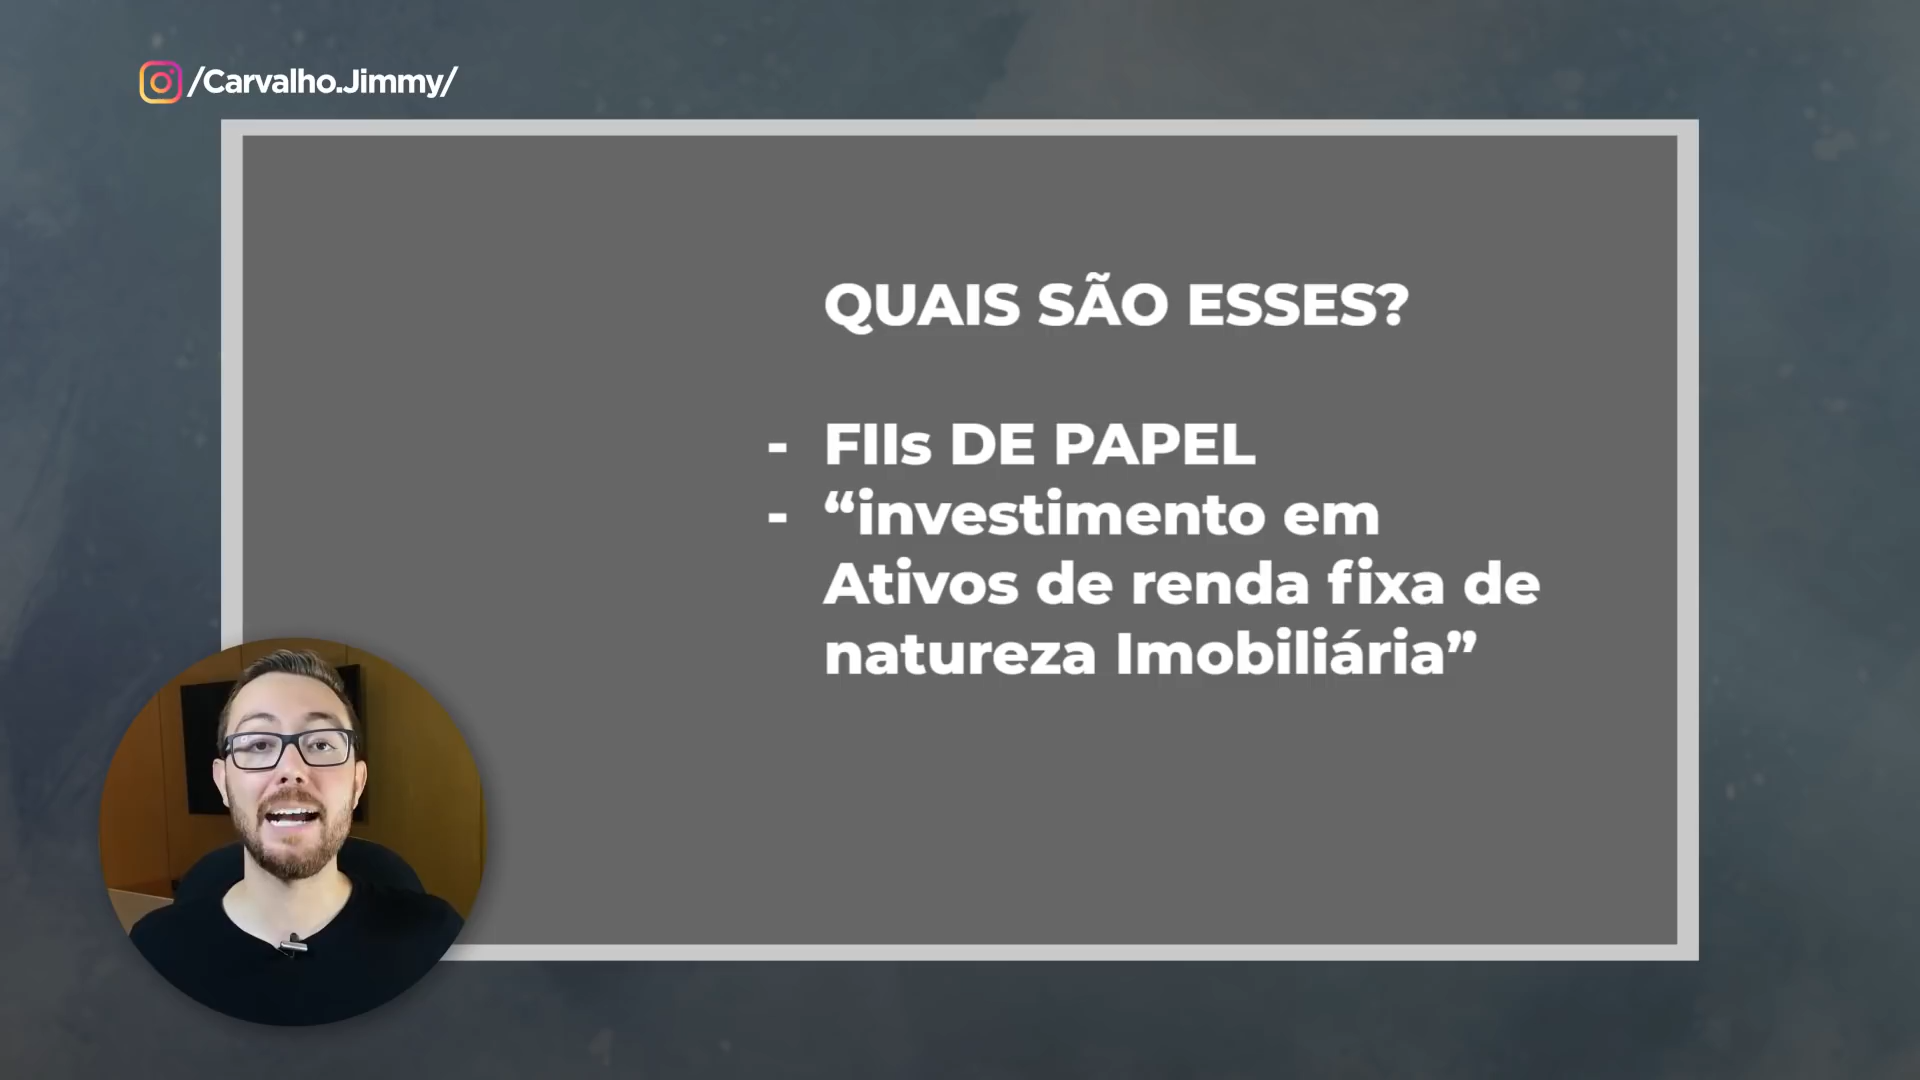 /Carvalho.Jimmy/
QUAIS SÃO ESSES?
- FIIs DE PAPEL
- “investimento em
Ativos de renda fixa de
natureza Imobiliária”